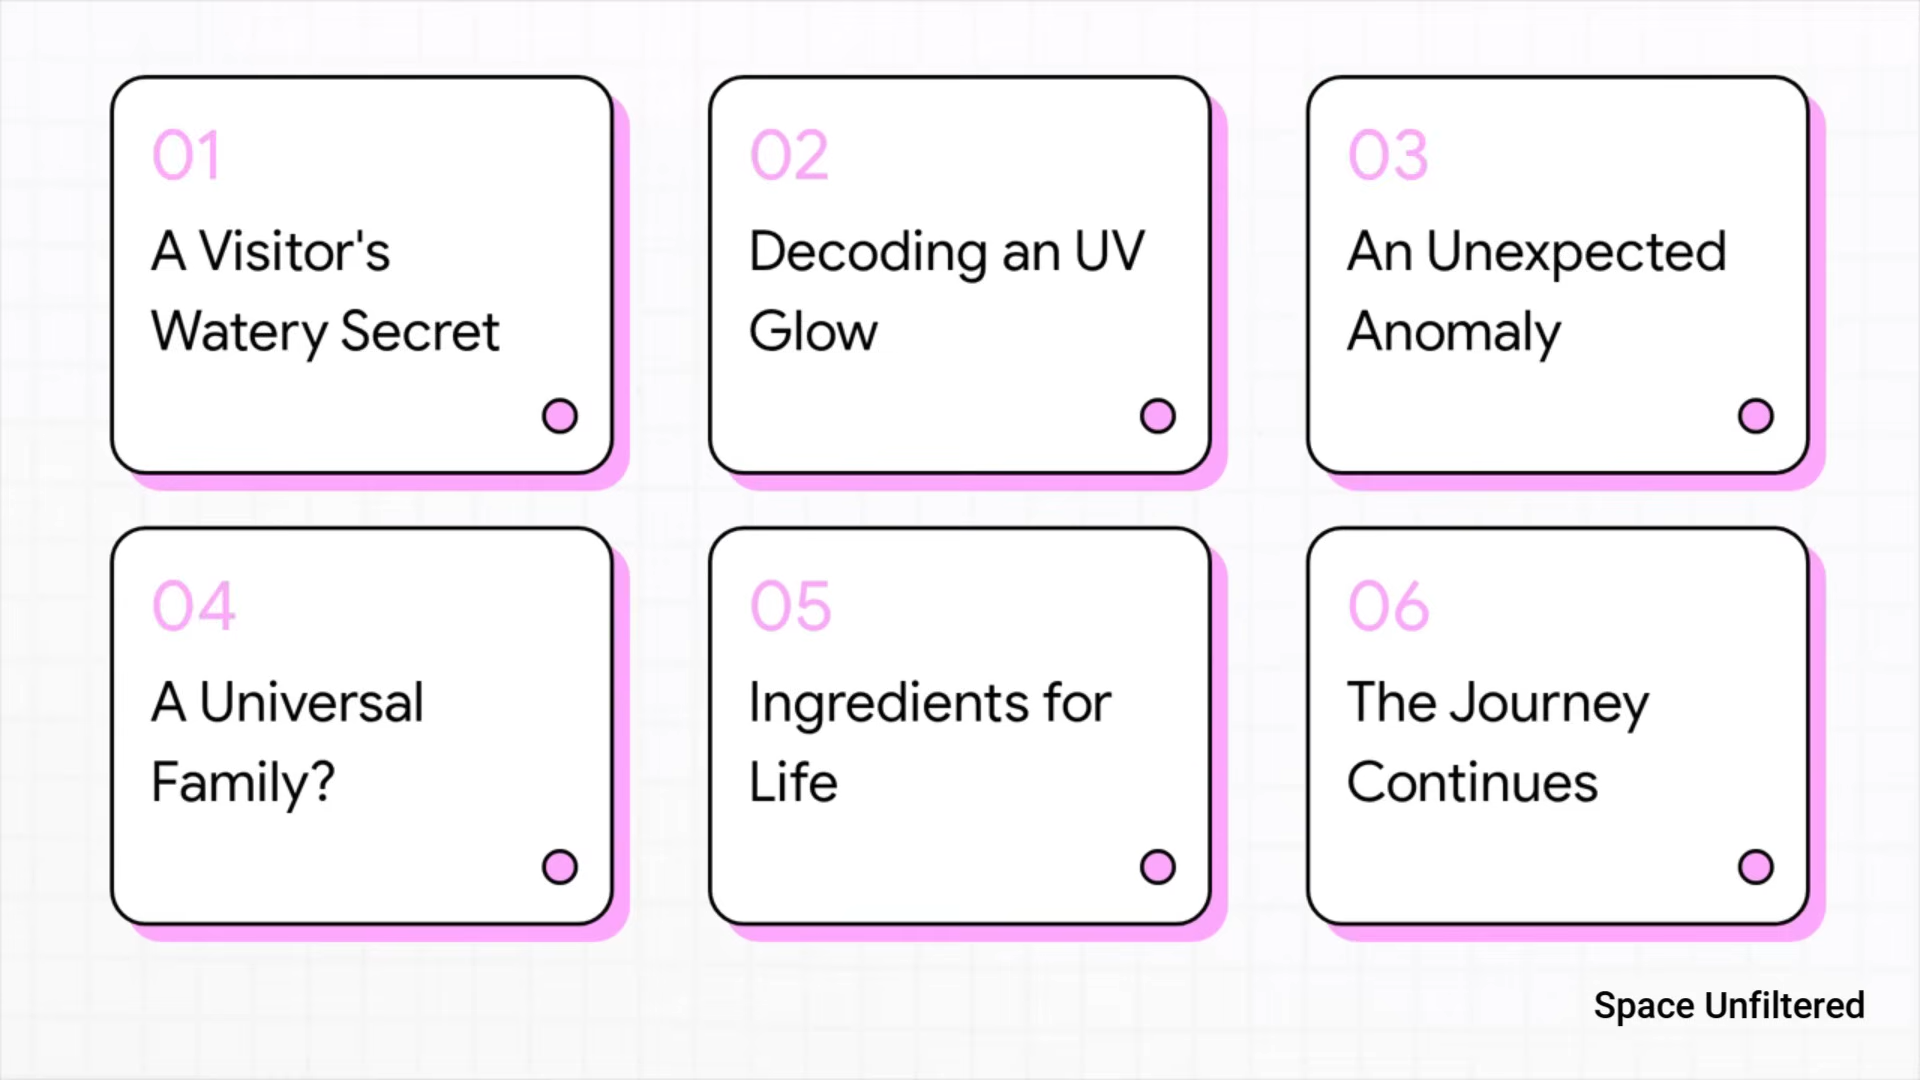 01
A Visitor's
Watery Secret
02
Decoding an UV
Glow
03
An Unexpected
Anomaly
04
A Universal
Family?
05
Ingredients for
Life
06
The Journey
Continues
Space Unfiltered